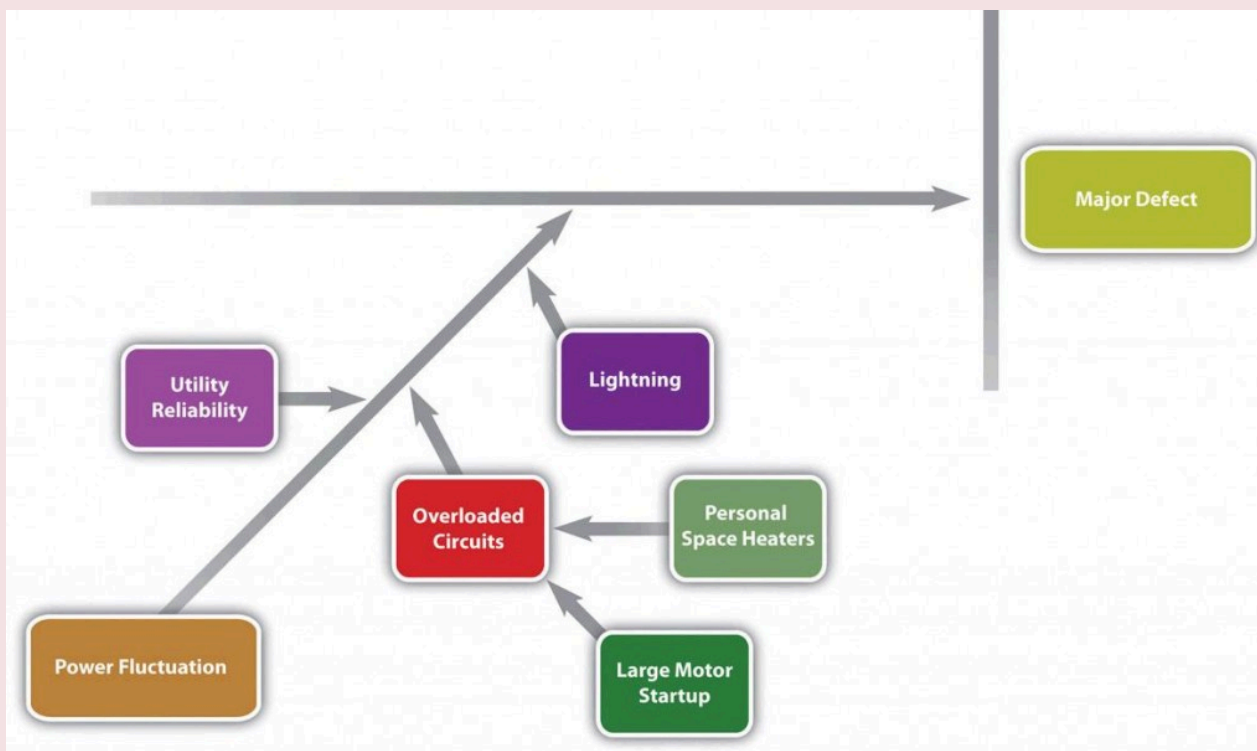 Major Defect
Utility
Reliability
Lightning
Overloaded
Circuits
Personal
Space Heaters
Power Fluctuation
Large Motor
Startup